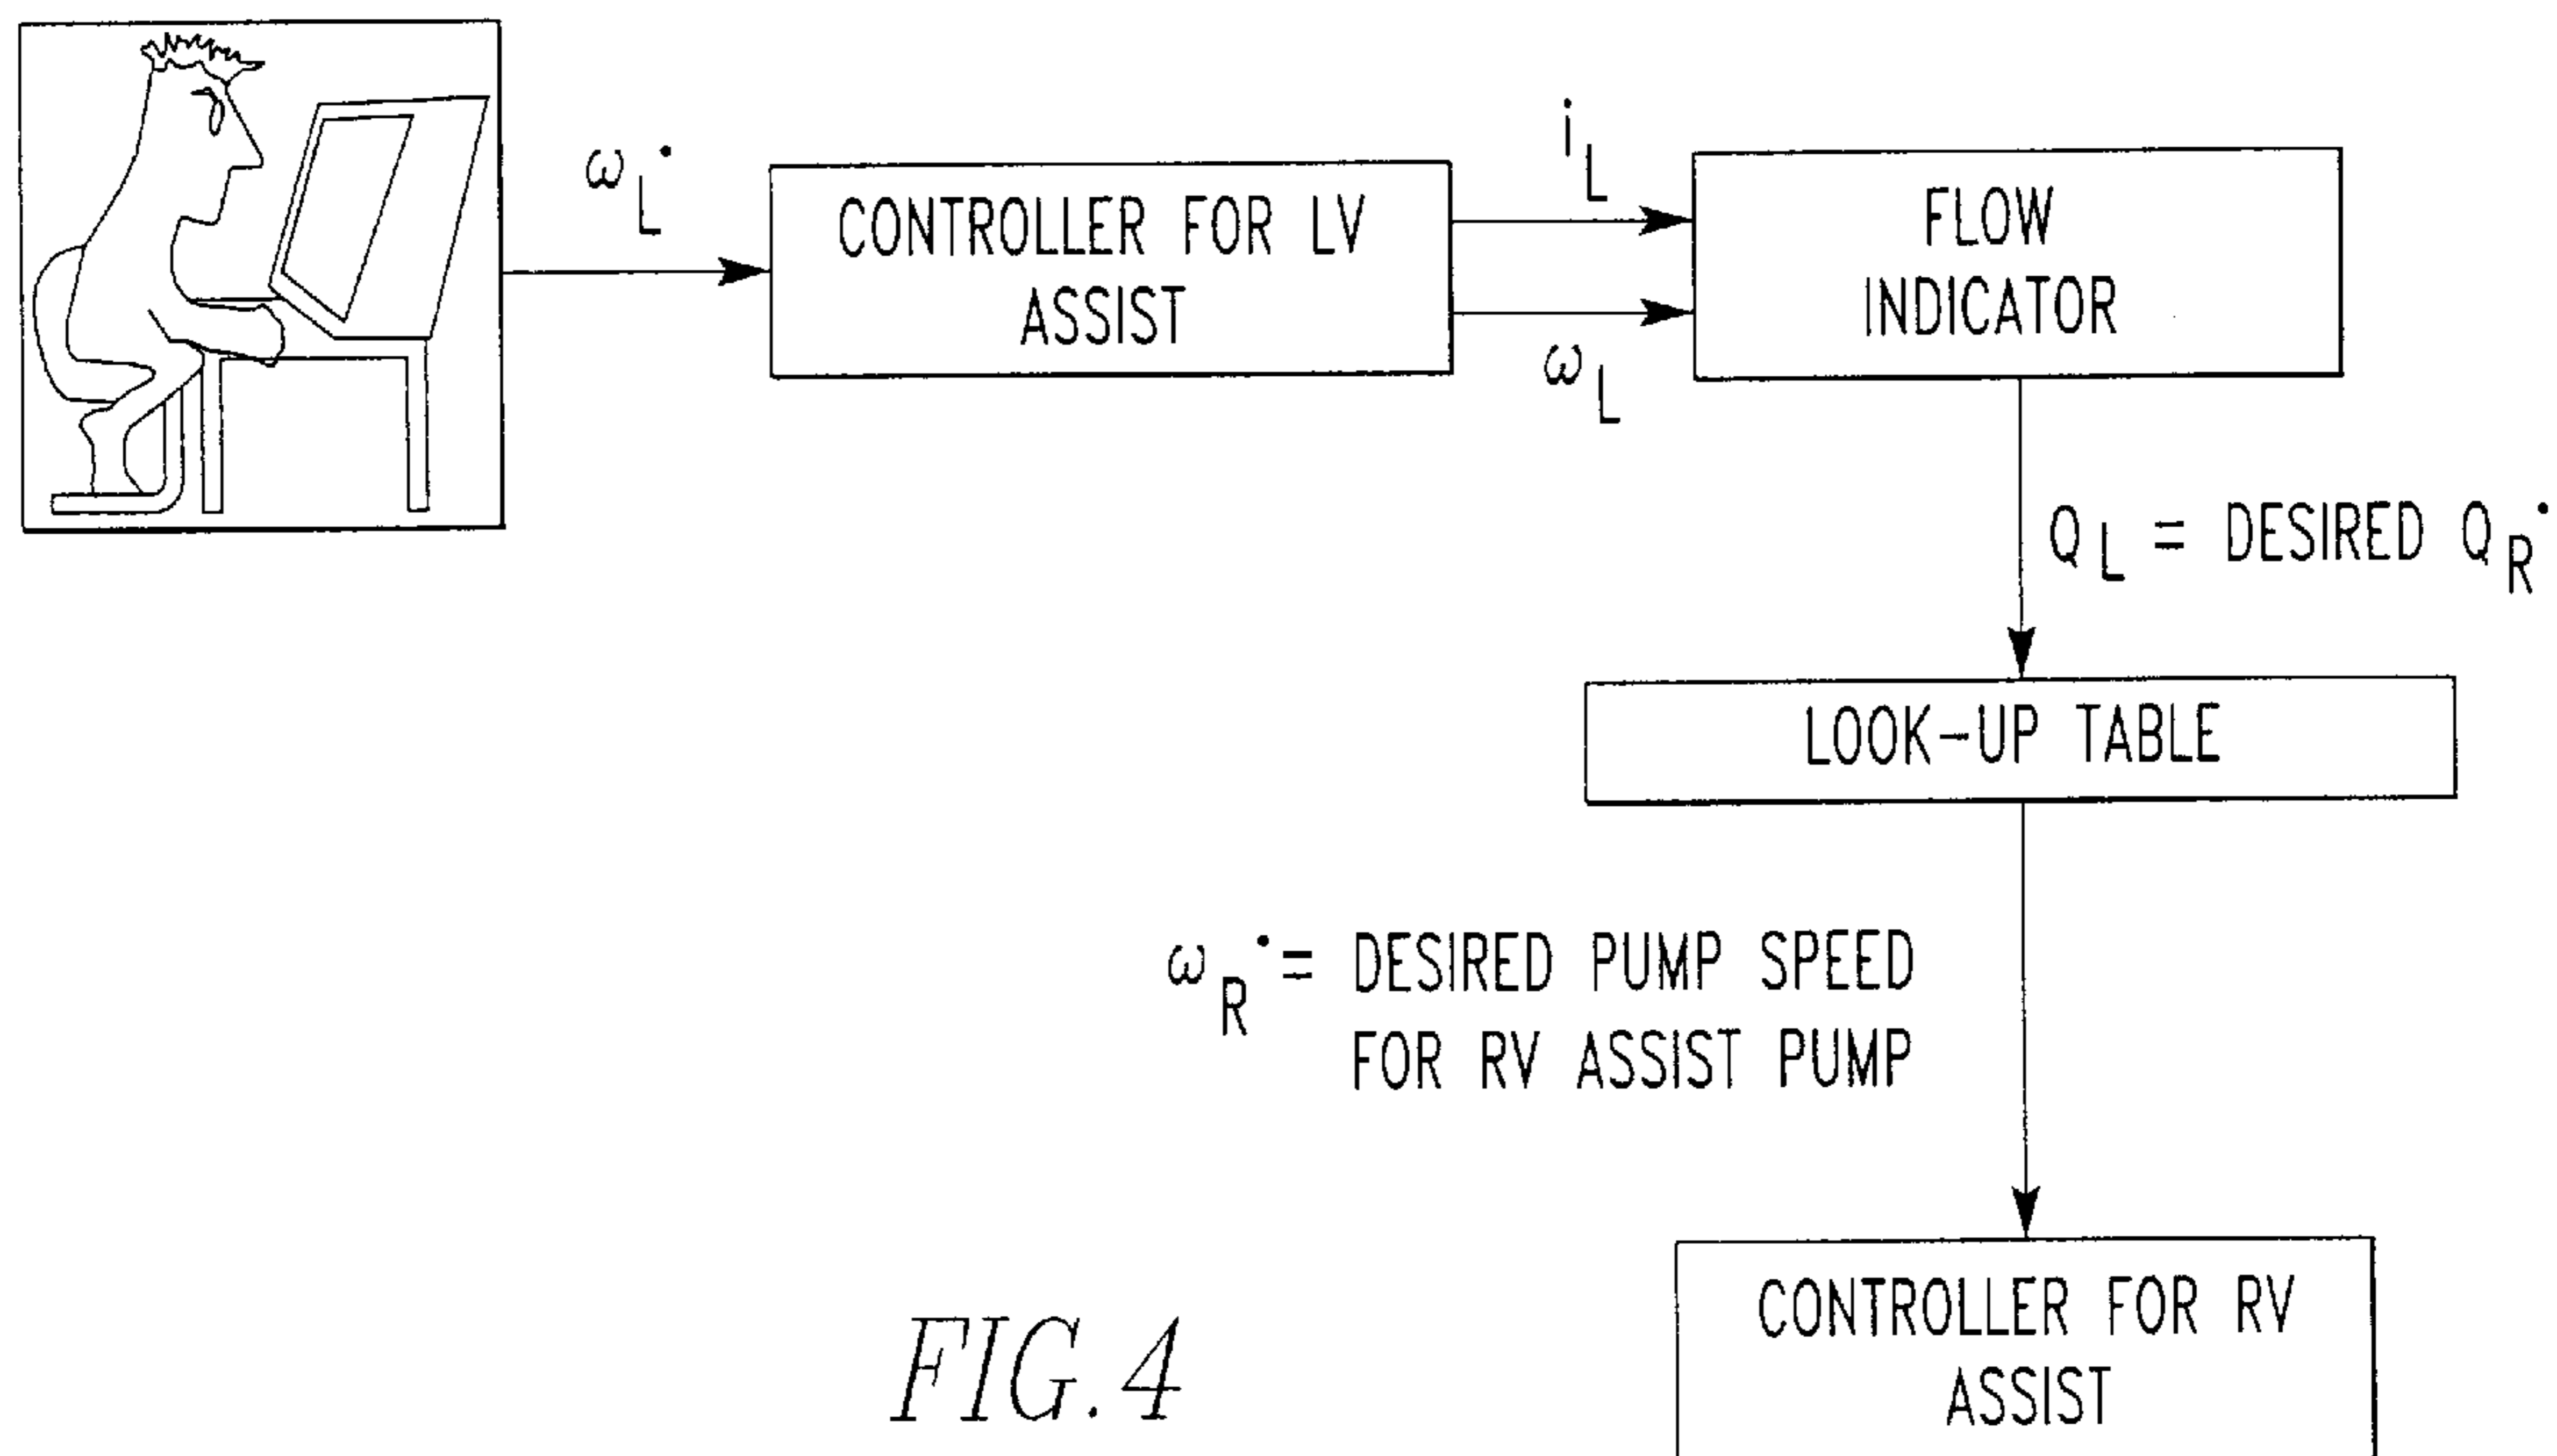 ω_L*
CONTROLLER FOR LV
ASSIST
i_L
ω_L
FLOW
INDICATOR
Q_L = DESIRED Q_R*
LOOK-UP TABLE
ω_R* = DESIRED PUMP SPEED
FOR RV ASSIST PUMP
CONTROLLER FOR RV
ASSIST
FIG. 4